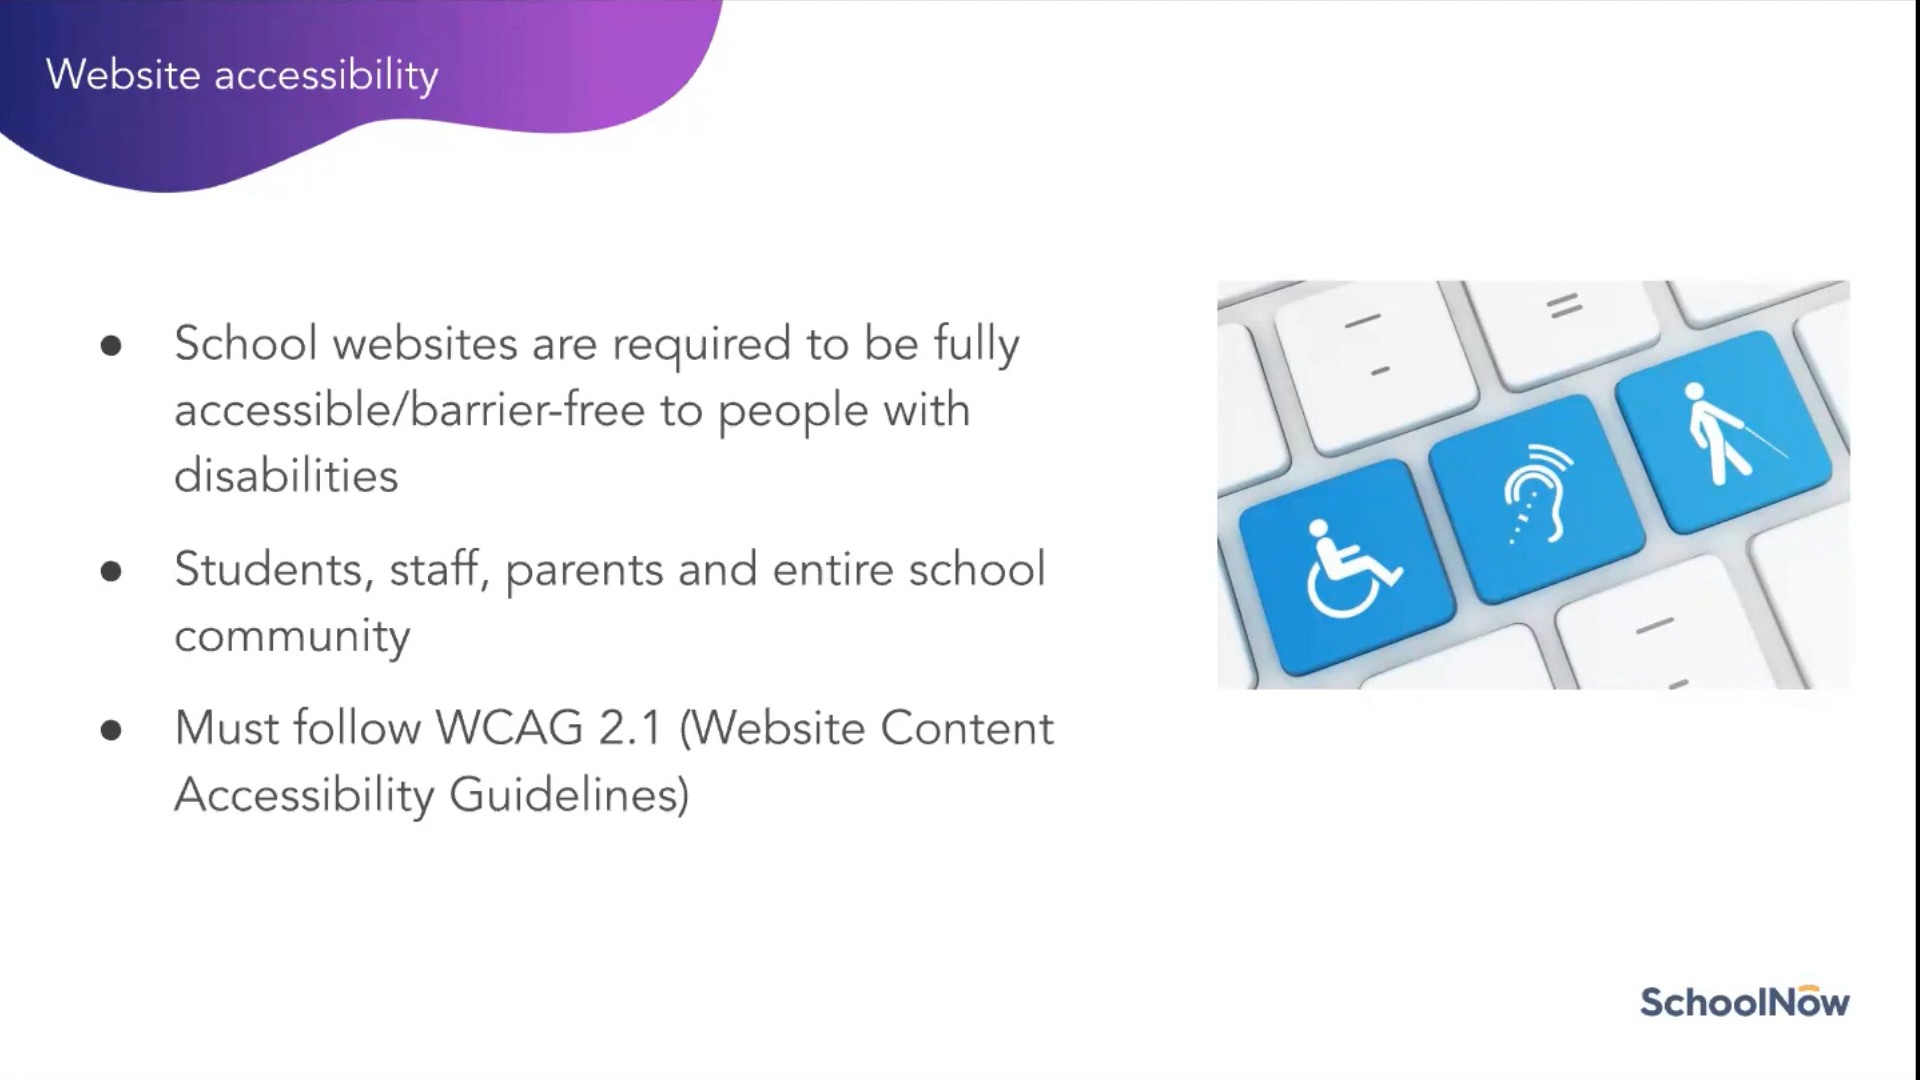 Website accessibility
● School websites are required to be fully
accessible/barrier-free to people with
disabilities
● Students, staff, parents and entire school
community
● Must follow WCAG 2.1 (Website Content
Accessibility Guidelines)
SchoolNow